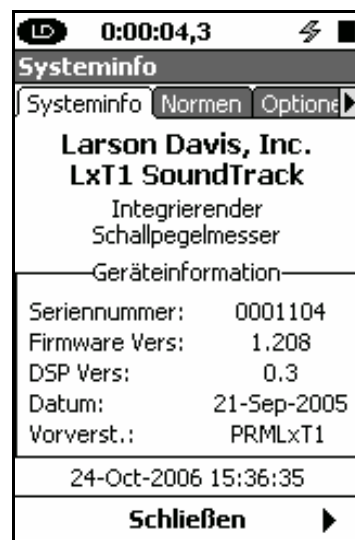 LD 0:00:04,3
Systeminfo
Systeminfo Normen Optione
Larson Davis, Inc.
LxT1 SoundTrack
Integrierender
Schallpegelmesser
Geräteinformation
Seriennummer: 0001104
Firmware Vers: 1.208
DSP Vers: 0.3
Datum: 21-Sep-2005
Vorverst.: PRMLxT1
24-Oct-2006 15:36:35
Schließen